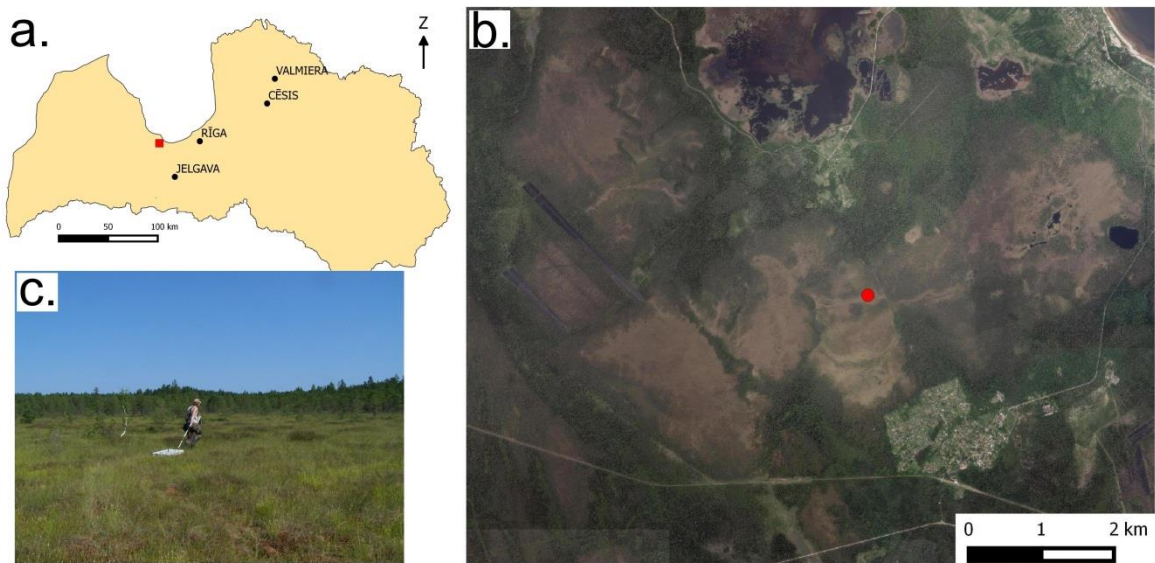 a.
Z
VALMIERA
CĒSIS
RĪGA
JELGAVA
0 50 100 km
b.
0 1 2 km
c.